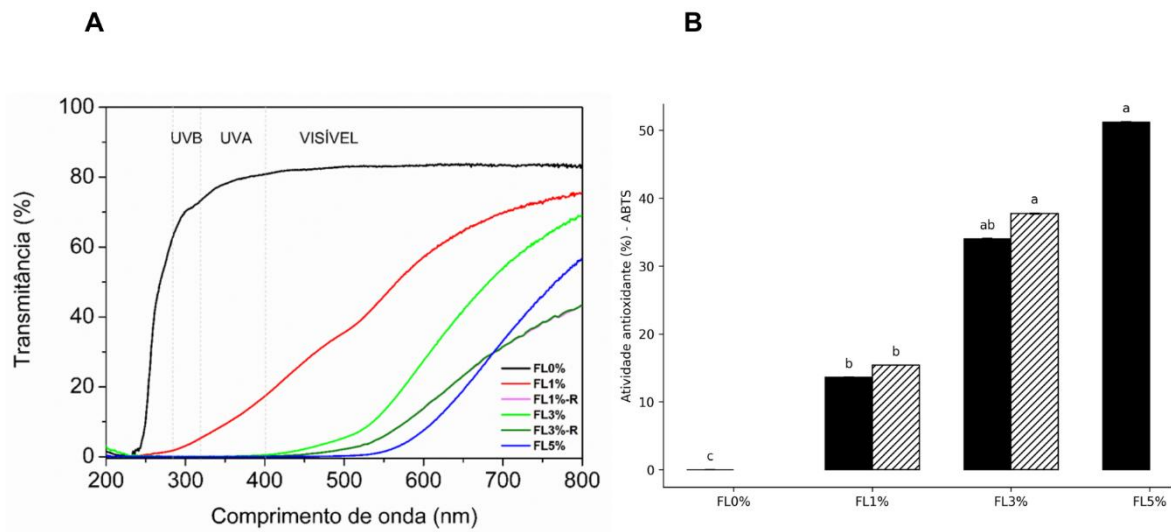 A
100
80
60
40
20
0
Transmitância (%)
UVB UVA VISÍVEL
FL0%
FL1%
FL1%-R
FL3%
FL3%-R
FL5%
200 300 400 500 600 700 800
Comprimento de onda (nm)
B
50
40
30
20
10
0
Atividade antioxidante (%) - ABTS
c
b
b
ab
a
a
FL0% FL1% FL3% FL5%